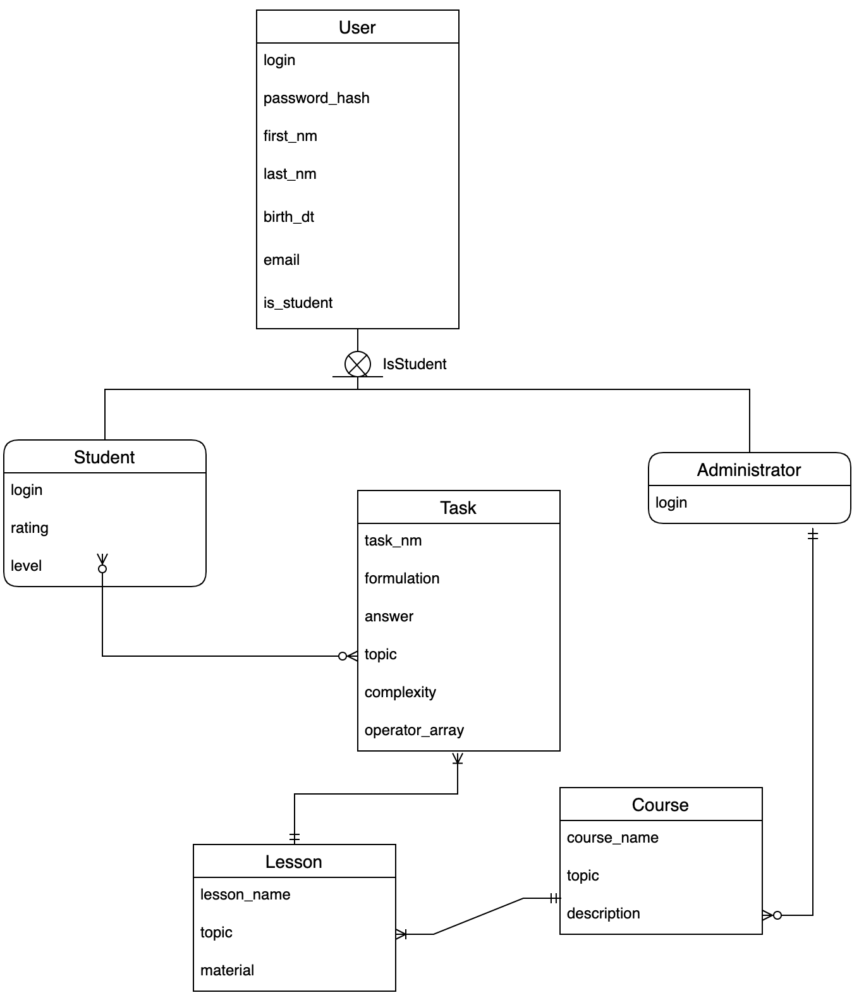 User
login
password_hash
first_nm
last_nm
birth_dt
email
is_student
IsStudent
Student
login
rating
level
Administrator
login
Task
task_nm
formulation
answer
topic
complexity
operator_array
Course
course_name
topic
description
Lesson
lesson_name
topic
material